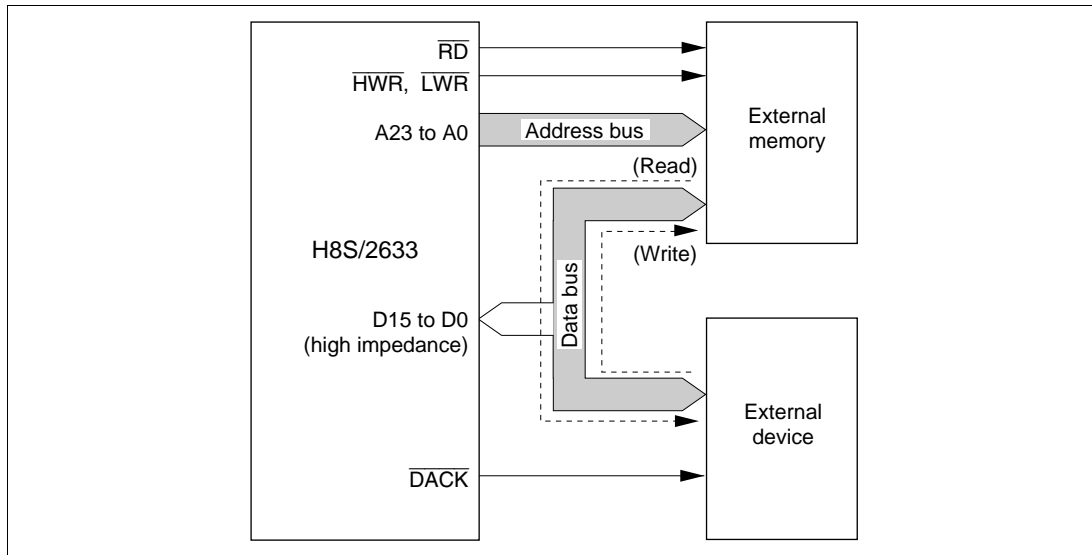 RD
HWR, LWR
A23 to A0
Address bus
External
memory
(Read)
(Write)
H8S/2633
Data bus
D15 to D0
(high impedance)
External
device
DACK